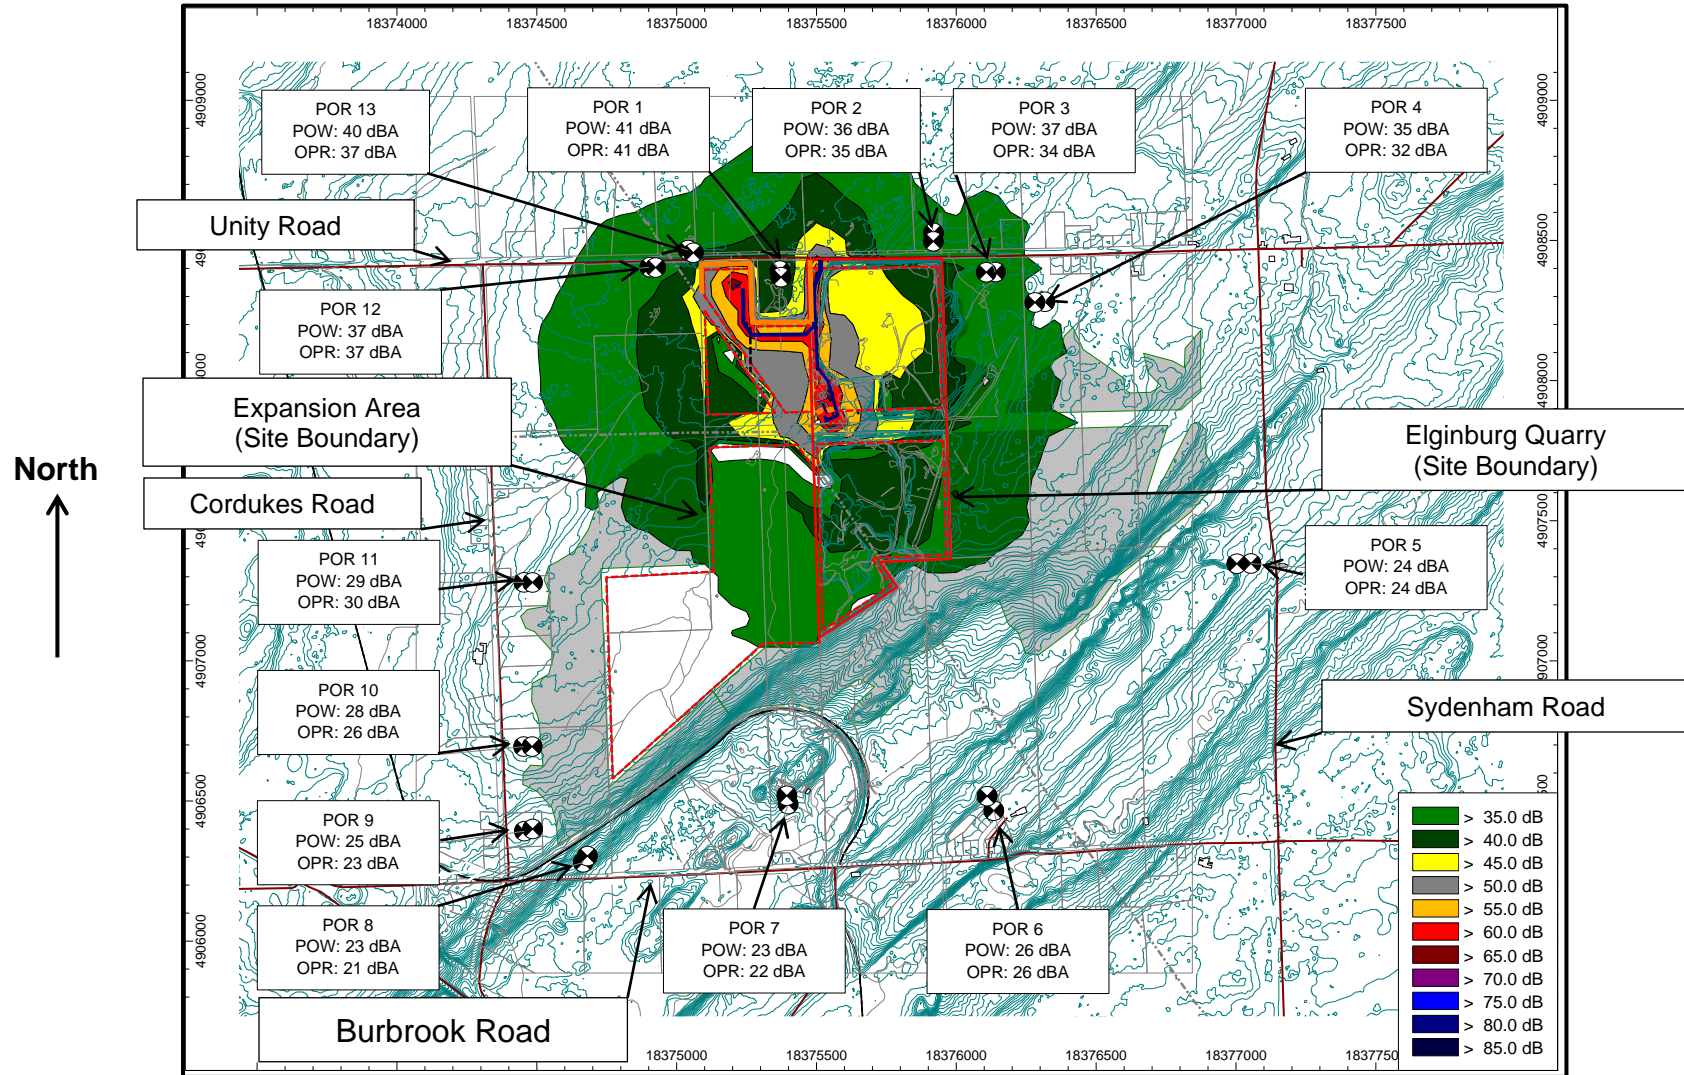 18374000 18374500 18375000 18375500 18376000 18376500 18377000 18377500
4909000
4909000
POR 13
POW: 40 dBA
OPR: 37 dBA
POR 1
POW: 41 dBA
OPR: 41 dBA
POR 2
POW: 36 dBA
OPR: 35 dBA
POR 3
POW: 37 dBA
OPR: 34 dBA
POR 4
POW: 35 dBA
OPR: 32 dBA
Unity Road
4908500
POR 12
POW: 37 dBA
OPR: 37 dBA
4908000
Expansion Area
(Site Boundary)
Elginburg Quarry
(Site Boundary)
North
Cordukes Road
4907500
POR 11
POW: 29 dBA
OPR: 30 dBA
POR 5
POW: 24 dBA
OPR: 24 dBA
4907000
4907000
POR 10
POW: 28 dBA
OPR: 26 dBA
Sydenham Road
4906500
POR 9
POW: 25 dBA
OPR: 23 dBA
4906000
POR 8
POW: 23 dBA
OPR: 21 dBA
POR 7
POW: 23 dBA
OPR: 22 dBA
POR 6
POW: 26 dBA
OPR: 26 dBA
Burbrook Road
> 35.0 dB
> 40.0 dB
> 45.0 dB
> 50.0 dB
> 55.0 dB
> 60.0 dB
> 65.0 dB
> 70.0 dB
> 75.0 dB
> 80.0 dB
> 85.0 dB
18375000 18375500 18376000 18376500 18377000